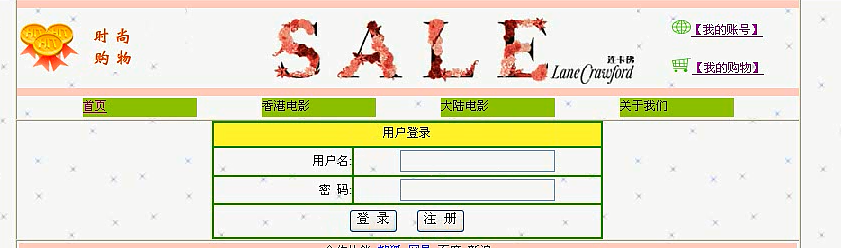 时尚
购物
SALE
连卡佛
Lane Crawford
【我的账号】
【我的购物】
首页 香港电影 大陆电影 关于我们
用户登录
用户名:
密 码:
登 录 注 册